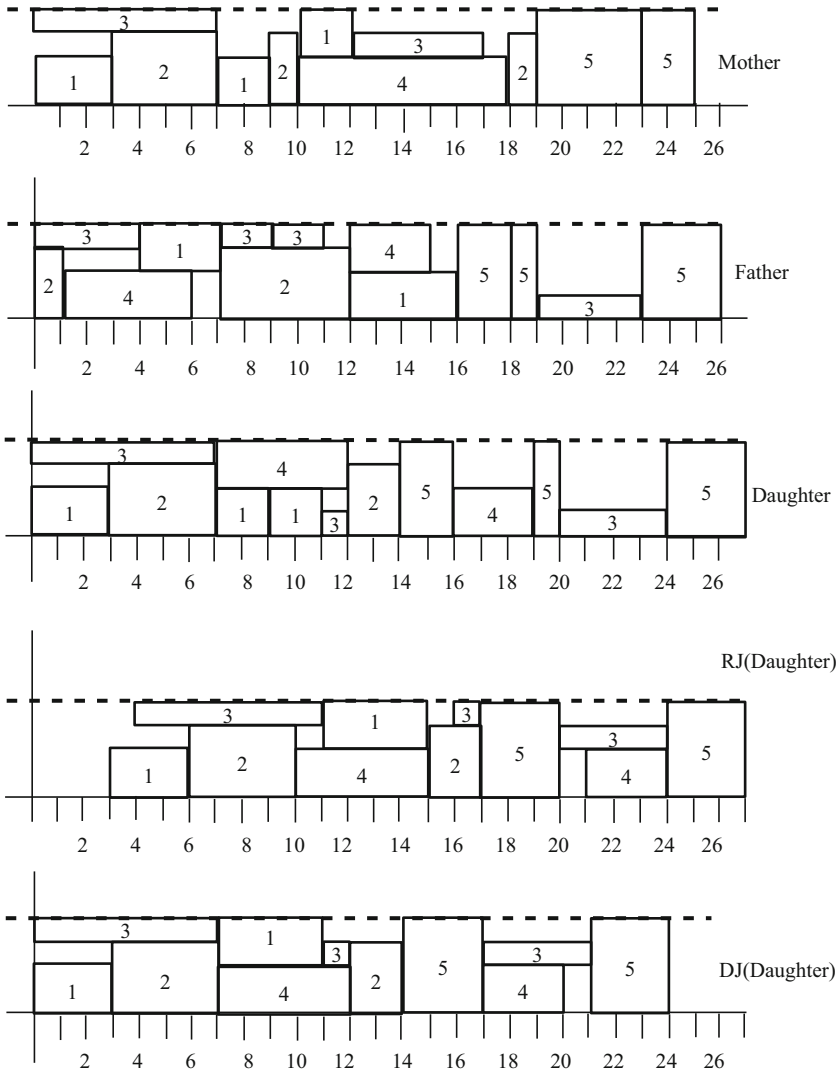 3 1 3
1 2 1 2 4 2 5 5 Mother
2 4 6 8 10 12 14 16 18 20 22 24 26
3 1 3 3 4
2 4 2 1 5 5 3 5 Father
2 4 6 8 10 12 14 16 18 20 22 24 26
3 4
1 2 1 1 3 2 5 4 5 3 5 Daughter
2 4 6 8 10 12 14 16 18 20 22 24 26
RJ(Daughter)
3 1 3 3
1 2 4 2 5 4 5
2 4 6 8 10 12 14 16 18 20 22 24 26
3 1 3 3
1 2 4 2 5 4 5 DJ(Daughter)
2 4 6 8 10 12 14 16 18 20 22 24 26